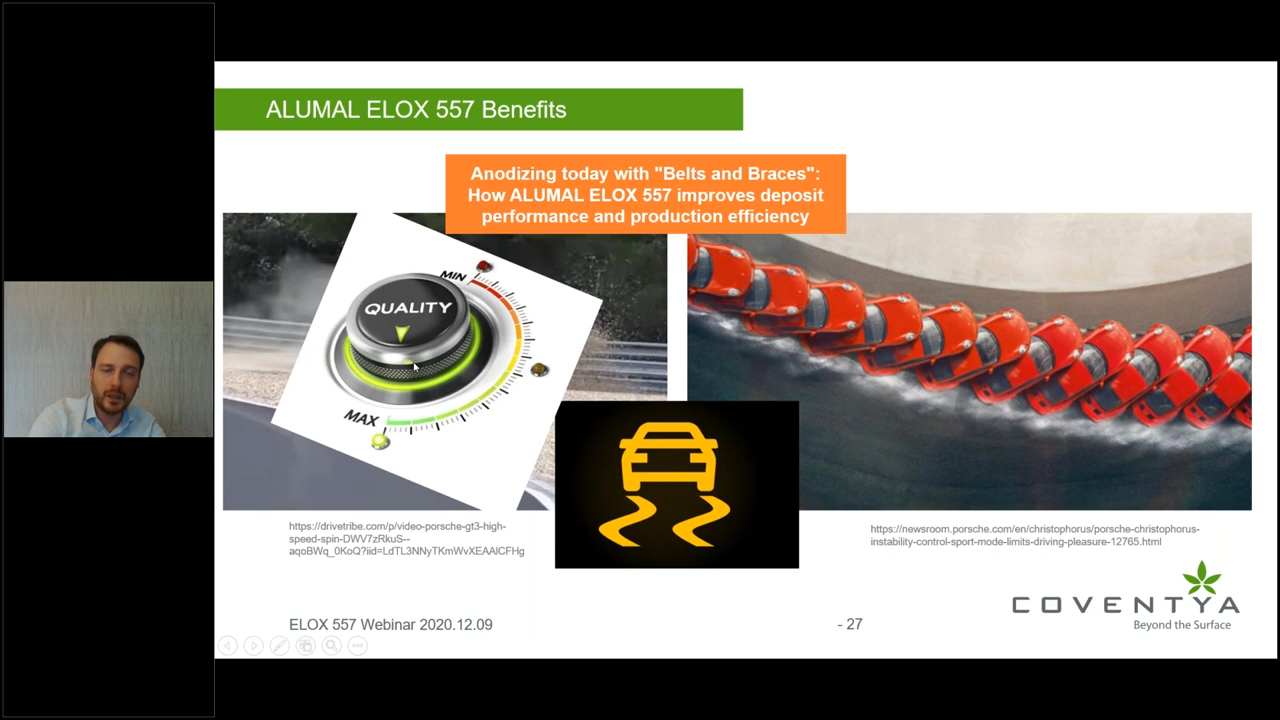 ALUMAL ELOX 557 Benefits
Anodizing today with "Belts and Braces":
How ALUMAL ELOX 557 improves deposit
performance and production efficiency
MIN
QUALITY
MAX
https://drivetribe.com/p/video-porsche-gt3-high-
speed-spin-DWV7zRkuS--
aqoBWq_0KoQ?iid=LdTL3NNyTKmWvXEAAlCFHg
https://newsroom.porsche.com/en/christophorus/porsche-christophorus-
instability-control-sport-mode-limits-driving-pleasure-12765.html
COVENTYA
Beyond the Surface
ELOX 557 Webinar 2020.12.09
- 27